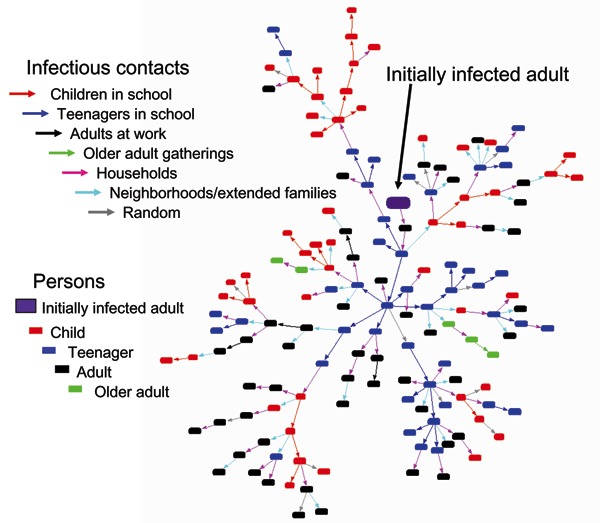 Infectious contacts
Children in school
Teenagers in school
Adults at work
Older adult gatherings
Households
Neighborhoods/extended families
Random
Initially infected adult
Persons
Initially infected adult
Child
Teenager
Adult
Older adult